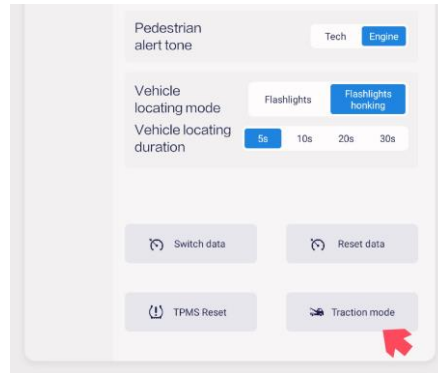 Pedestrian
alert tone
Tech Engine
Vehicle
locating mode
Flashlights
Flashlights
honking
Vehicle locating
duration
5s 10s 20s 30s
Switch data
Reset data
TPMS Reset
Traction mode